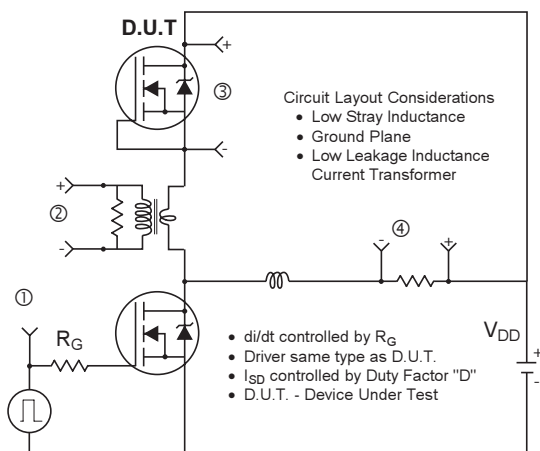 D.U.T
+
③
-
Circuit Layout Considerations
• Low Stray Inductance
• Ground Plane
• Low Leakage Inductance
Current Transformer
+
②
-
④
-
+
①
R_G
V_DD
+
-
• di/dt controlled by R_G
• Driver same type as D.U.T.
• I_SD controlled by Duty Factor "D"
• D.U.T. - Device Under Test